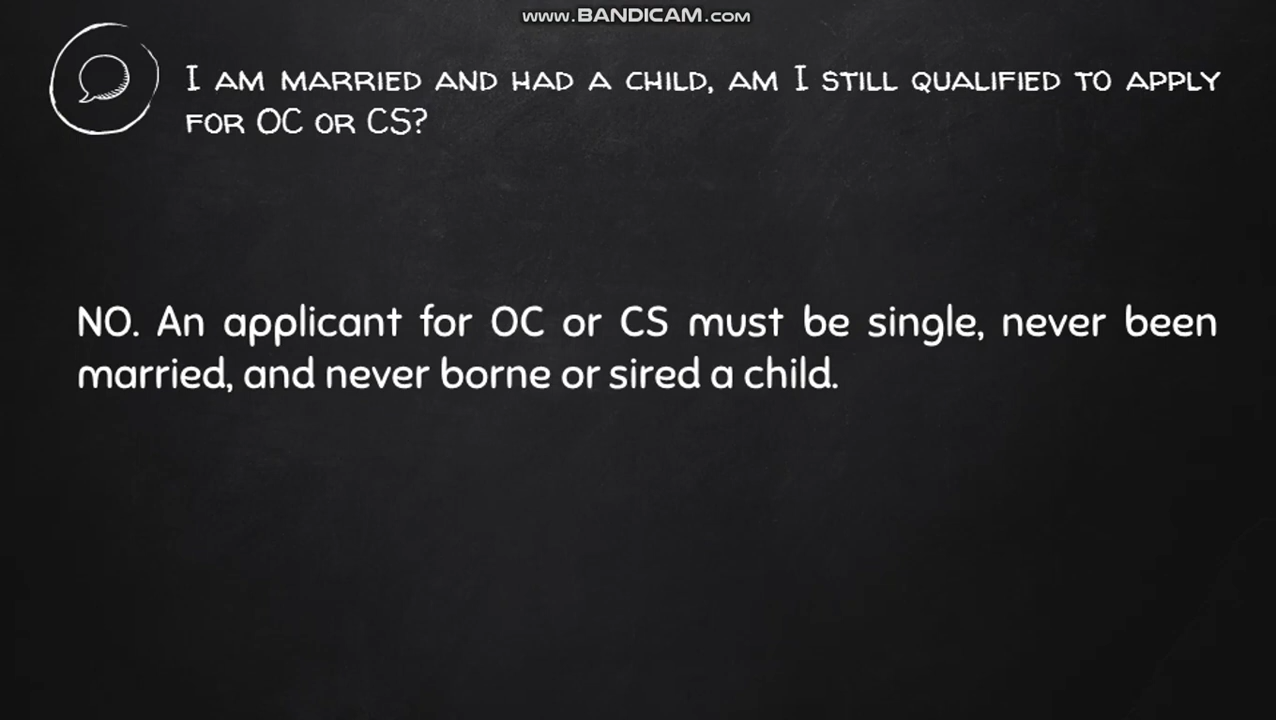 www.BANDICAM.com
I AM MARRIED AND HAD A CHILD, AM I STILL QUALIFIED TO APPLY
FOR OC OR CS?
NO. An applicant for OC or CS must be single, never been
married, and never borne or sired a child.